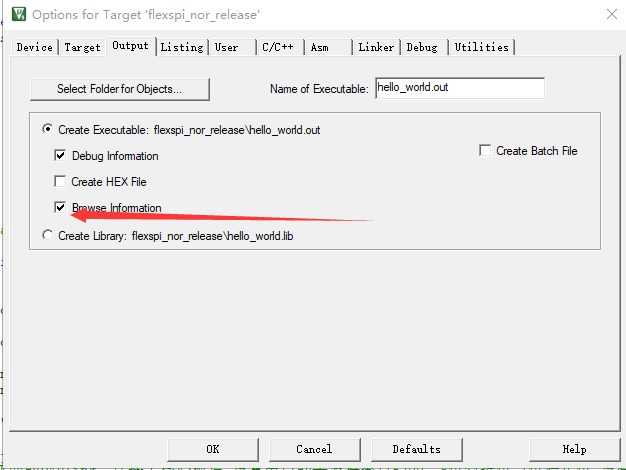 Options for Target 'flexspi_nor_release'
Device Target Output Listing User C/C++ Asm Linker Debug Utilities
Select Folder for Objects... Name of Executable: hello_world.out
Create Executable: flexspi_nor_release\hello_world.out
Debug Information Create Batch File
Create HEX File
Browse Information
Create Library: flexspi_nor_release\hello_world.lib
OK Cancel Defaults Help